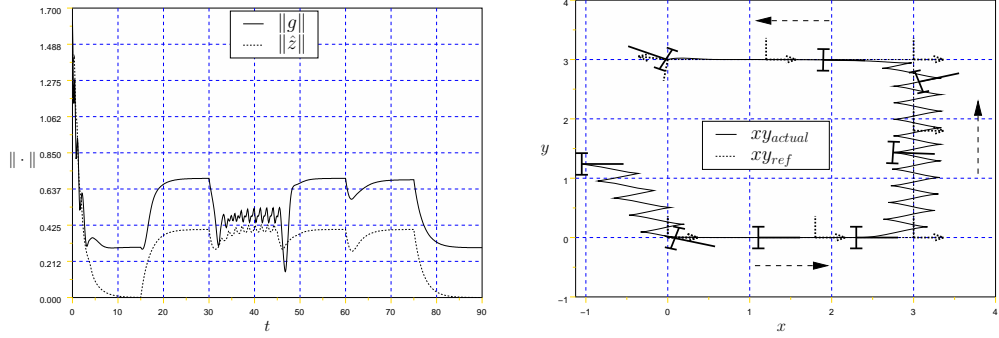 1.700
1.488
1.275
1.062
0.850
0.637
0.425
0.212
0.000
‖ · ‖
‖g‖
‖ẑ‖
0 10 20 30 40 50 60 70 80 90
t
4
3
2
1
0
−1
y
xy_actual
xy_ref
−1 0 1 2 3 4
x